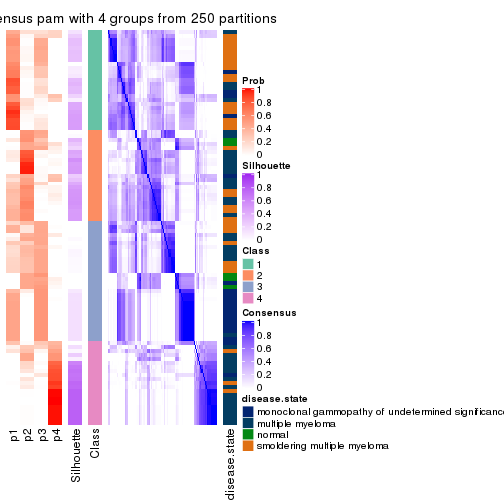 ensus pam with 4 groups from 250 partitions
Prob
1
0.8
0.6
0.4
0.2
0
Silhouette
1
0.8
0.6
0.4
0.2
0
Class
1
2
3
4
Consensus
1
0.8
0.6
0.4
0.2
0
disease.state
monoclonal gammopathy of undetermined significance
multiple myeloma
normal
smoldering multiple myeloma
p1
p2
p3
p4
Silhouette
Class
disease.state